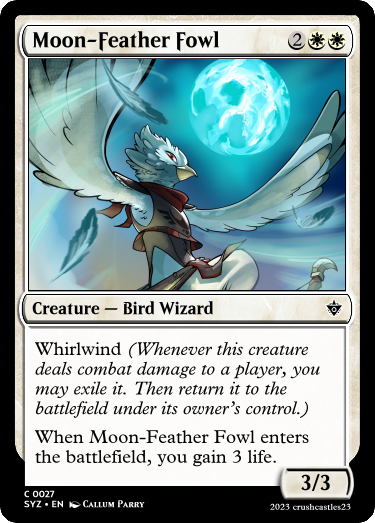 Moon-Feather Fowl 2
Creature — Bird Wizard
Whirlwind (Whenever this creature
deals combat damage to a player, you
may exile it. Then return it to the
battlefield under its owner's control.)
When Moon-Feather Fowl enters
the battlefield, you gain 3 life.
3/3
C 0027
SYZ • EN Callum Parry
2023 crushcastles23